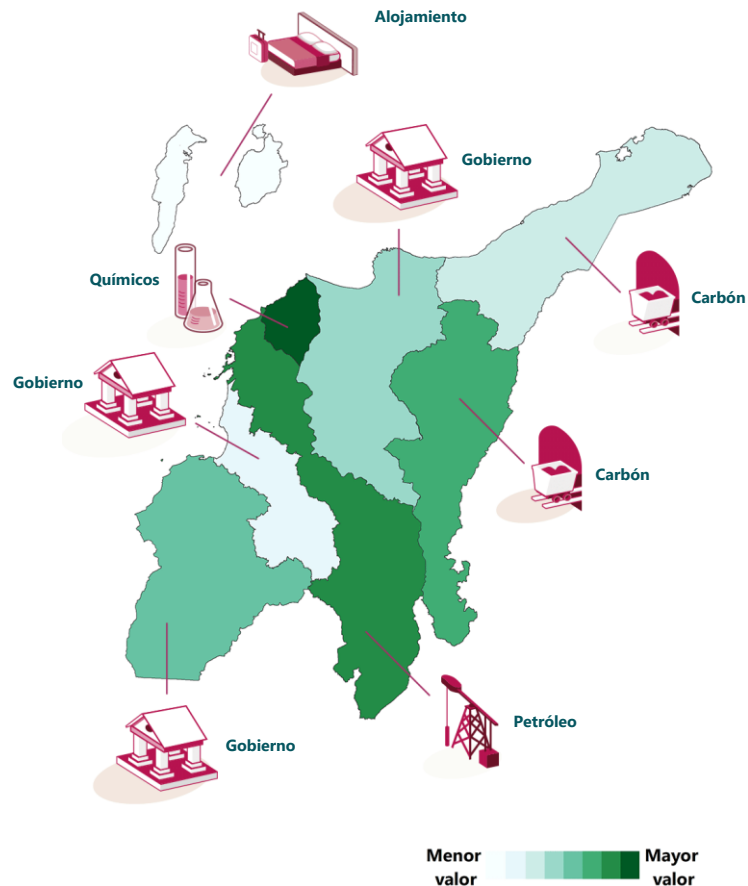 Alojamiento
Gobierno
Químicos
Carbón
Gobierno
Carbón
Petróleo
Gobierno
Menor
valor
Mayor
valor